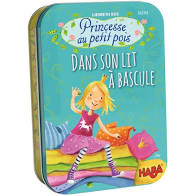 Princesse
au petit pois
DANS SON LIT
À BASCULE
HABA